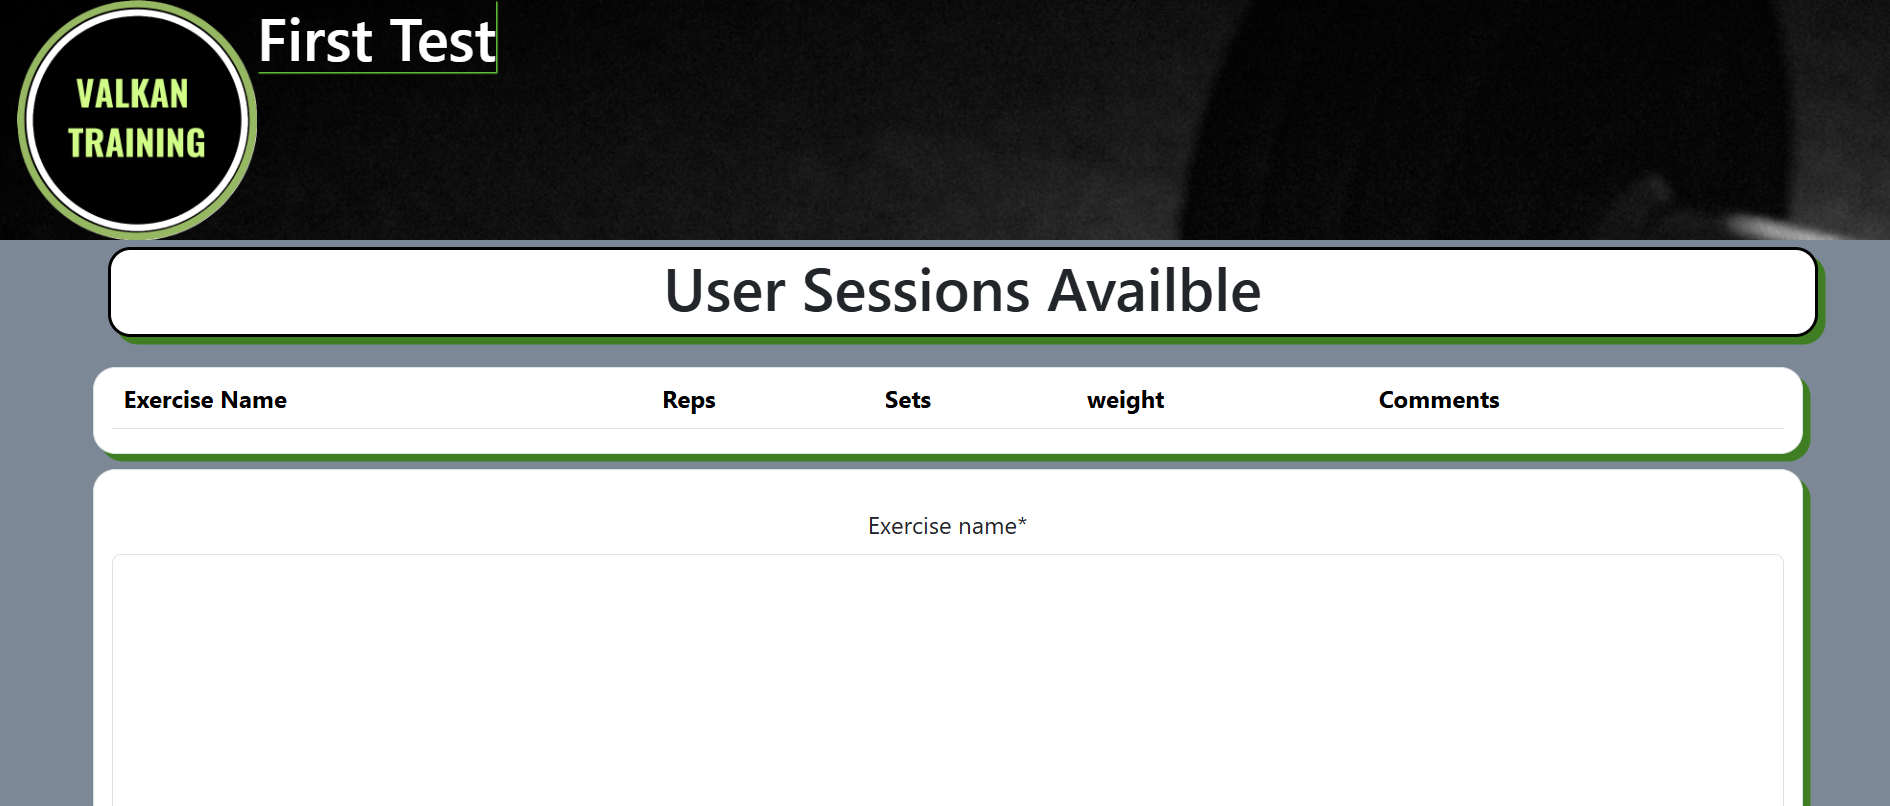 First Test
VALKAN
TRAINING
User Sessions Availble
Exercise Name Reps Sets weight Comments
Exercise name*